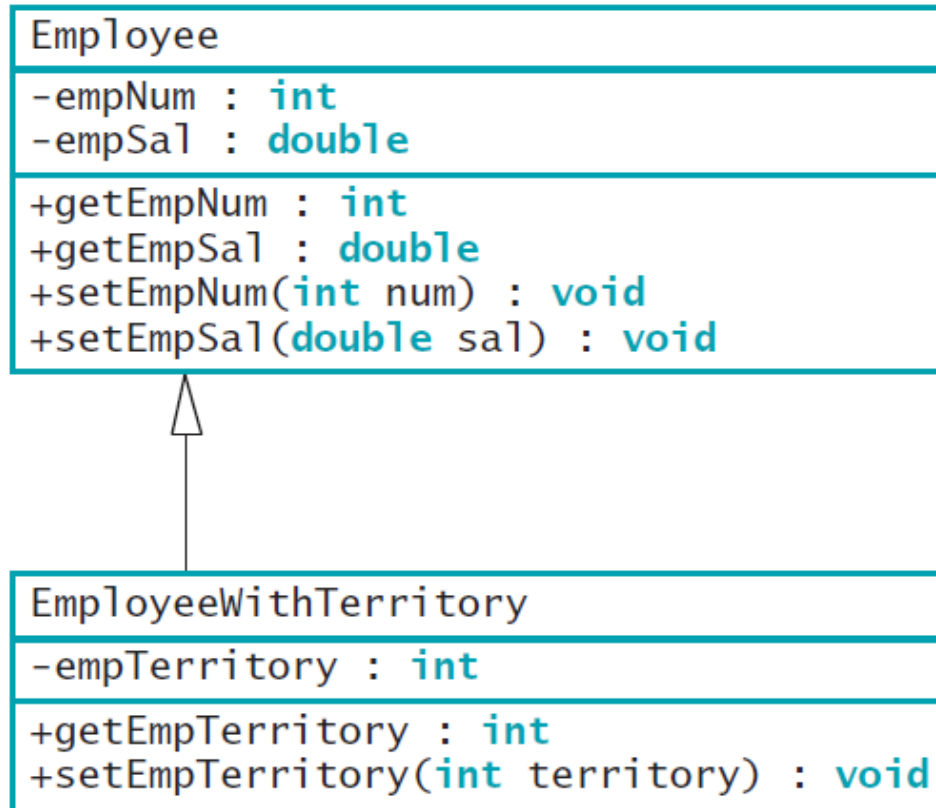 Employee
-empNum : int
-empSal : double
+getEmpNum : int
+getEmpSal : double
+setEmpNum(int num) : void
+setEmpSal(double sal) : void
EmployeeWithTerritory
-empTerritory : int
+getEmpTerritory : int
+setEmpTerritory(int territory) : void